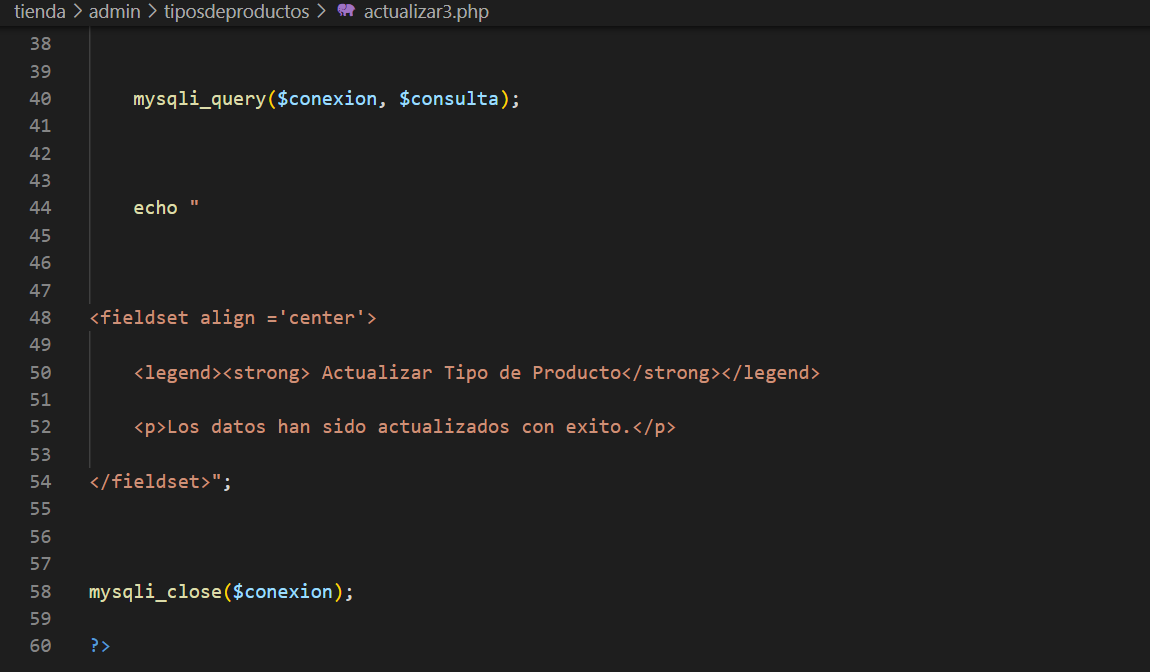 tienda > admin > tiposdeproductos > actualizar3.php
38
39
40 mysqli_query($conexion, $consulta);
41
42
43
44 echo "
45
46
47
48 <fieldset align ='center'>
49
50 <legend><strong> Actualizar Tipo de Producto</strong></legend>
51
52 <p>Los datos han sido actualizados con exito.</p>
53
54 </fieldset>";
55
56
57
58 mysqli_close($conexion);
59
60 ?>